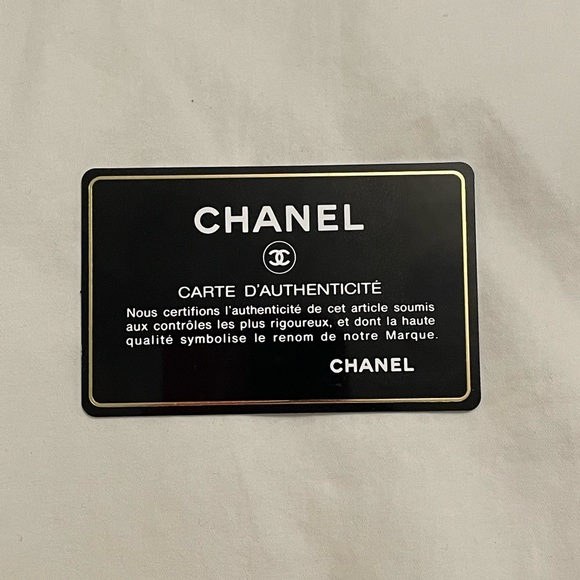 CHANEL
CARTE D'AUTHENTICITÉ
Nous certifions l'authenticité de cet article soumis
aux contrôles les plus rigoureux, et dont la haute
qualité symbolise le renom de notre Marque.
CHANEL